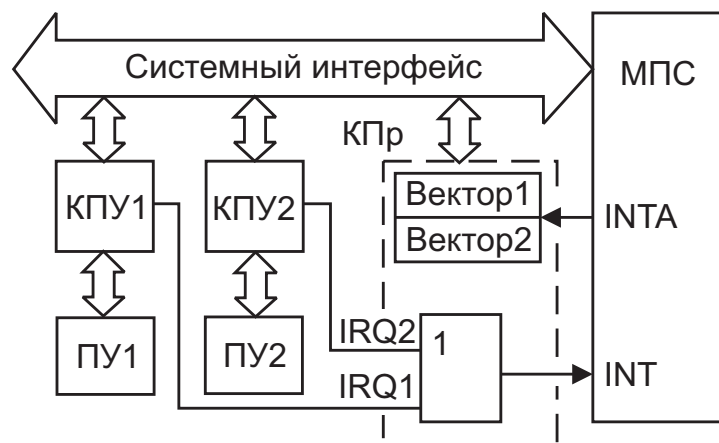 Системный интерфейс
МПС
КПр
КПУ1
КПУ2
Вектор1
Вектор2
INTA
ПУ1
ПУ2
IRQ2
1
IRQ1
INT